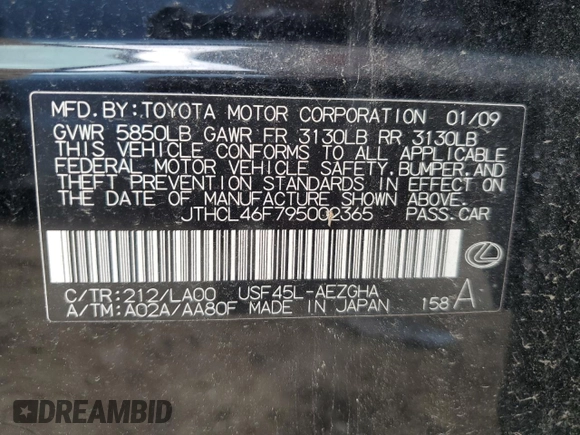 MFD.BY:TOYOTA MOTOR CORPORATION 01/09
GVWR 5850LB GAWR FR 3130LB RR 3130LB
THIS VEHICLE CONFORMS TO ALL APPLICABLE
FEDERAL MOTOR VEHICLE SAFETY,BUMPER,AND
THEFT PREVENTION STANDARDS IN EFFECT ON
THE DATE OF MANUFACTURE SHOWN ABOVE.
JTHCL46F795002365 PASS.CAR
C/TR:212/LA00 USF45L-AEZGHA
A/TM:A02A/AA80F MADE IN JAPAN 158 A
DREAMBID